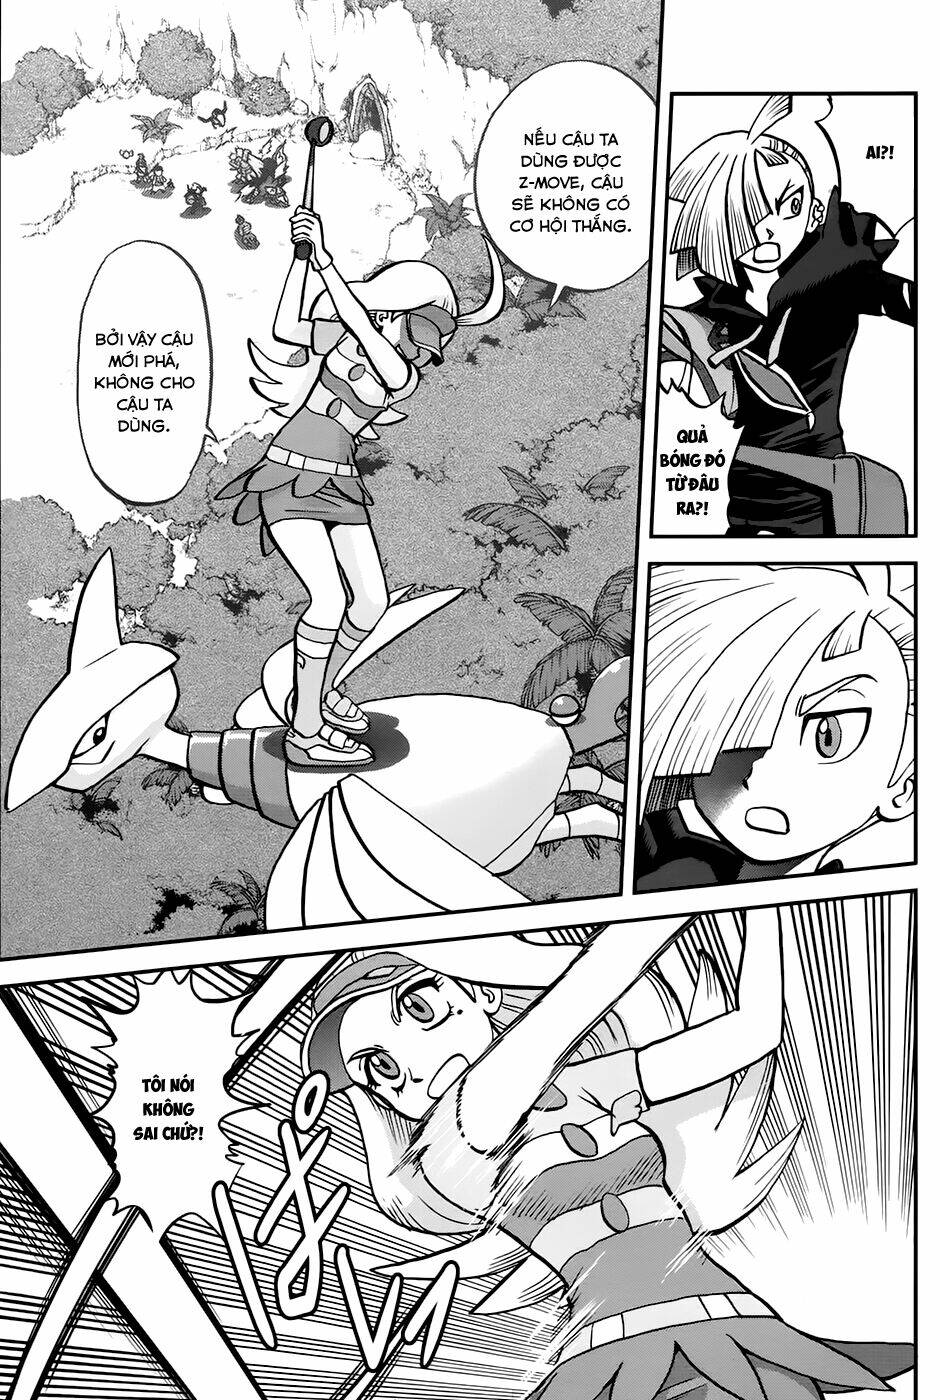 AI?!
QUẢ
BÓNG ĐÓ
TỪ ĐÂU
RA?!
NẾU CẬU TA
DÙNG ĐƯỢC
Z-MOVE, CẬU
SẼ KHÔNG CÓ
CƠ HỘI THẮNG.
BỞI VẬY CẬU
MỚI PHÁ,
KHÔNG CHO
CẬU TA
DÙNG.
TÔI NÓI
KHÔNG
SAI CHỨ?!